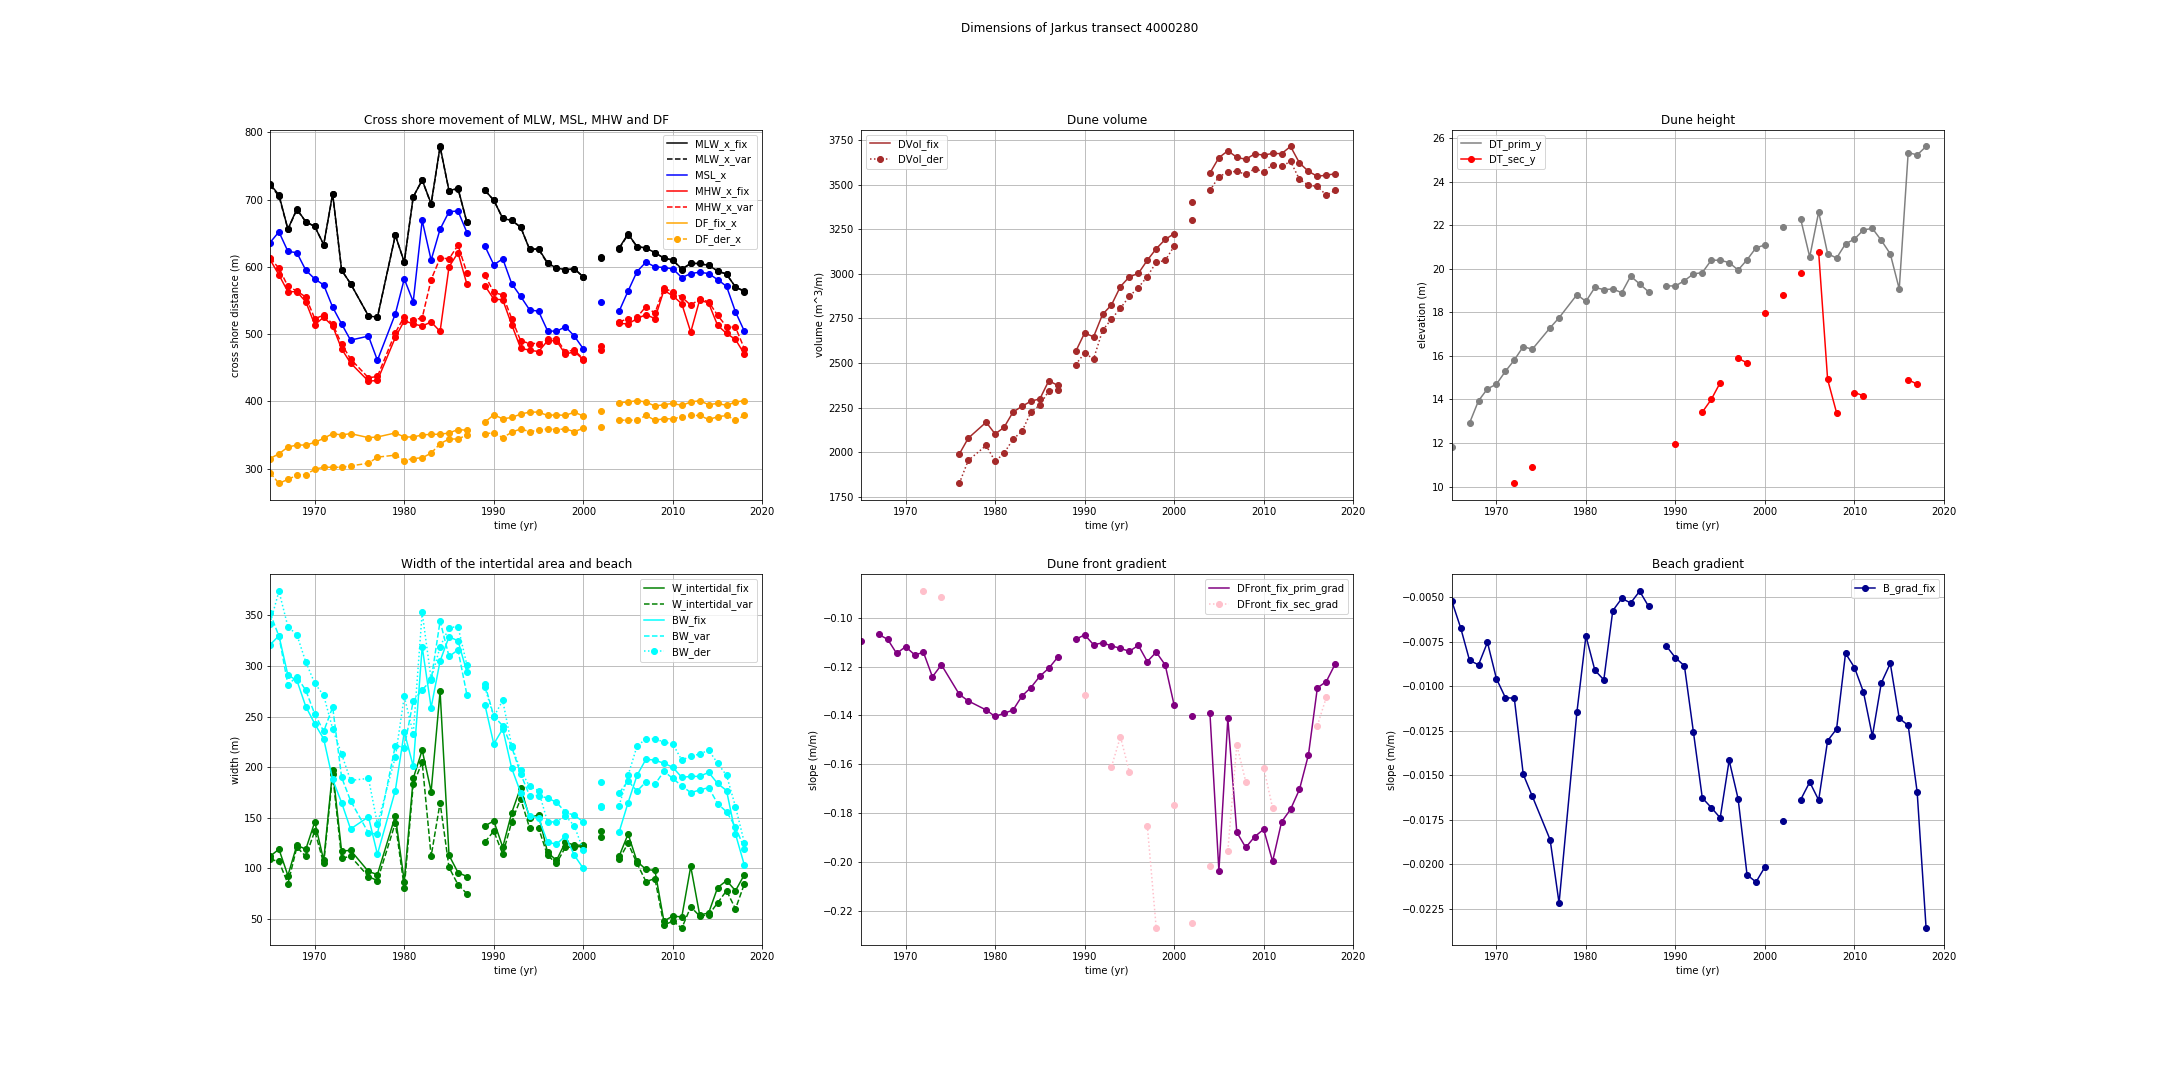 Dimensions of Jarkus transect 4000280
Cross shore movement of MLW, MSL, MHW and DF
800
700
600
500
400
300
cross shore distance (m)
MLW_x_fix
MLW_x_var
MSL_x
MHW_x_fix
MHW_x_var
DF_fix_x
DF_der_x
1970 1980 1990 2000 2010 2020
time (yr)
Dune volume
3750
3500
3250
3000
2750
2500
2250
2000
1750
volume (m^3/m)
DVol_fix
DVol_der
1970 1980 1990 2000 2010 2020
time (yr)
Dune height
26
24
22
20
18
16
14
12
10
elevation (m)
DT_prim_y
DT_sec_y
1970 1980 1990 2000 2010 2020
time (yr)
Width of the intertidal area and beach
350
300
250
200
150
100
50
width (m)
W_intertidal_fix
W_intertidal_var
BW_fix
BW_var
BW_der
1970 1980 1990 2000 2010 2020
time (yr)
Dune front gradient
−0.10
−0.12
−0.14
−0.16
−0.18
−0.20
−0.22
slope (m/m)
DFront_fix_prim_grad
DFront_fix_sec_grad
1970 1980 1990 2000 2010 2020
time (yr)
Beach gradient
−0.0050
−0.0075
−0.0100
−0.0125
−0.0150
−0.0175
−0.0200
−0.0225
slope (m/m)
B_grad_fix
1970 1980 1990 2000 2010 2020
time (yr)